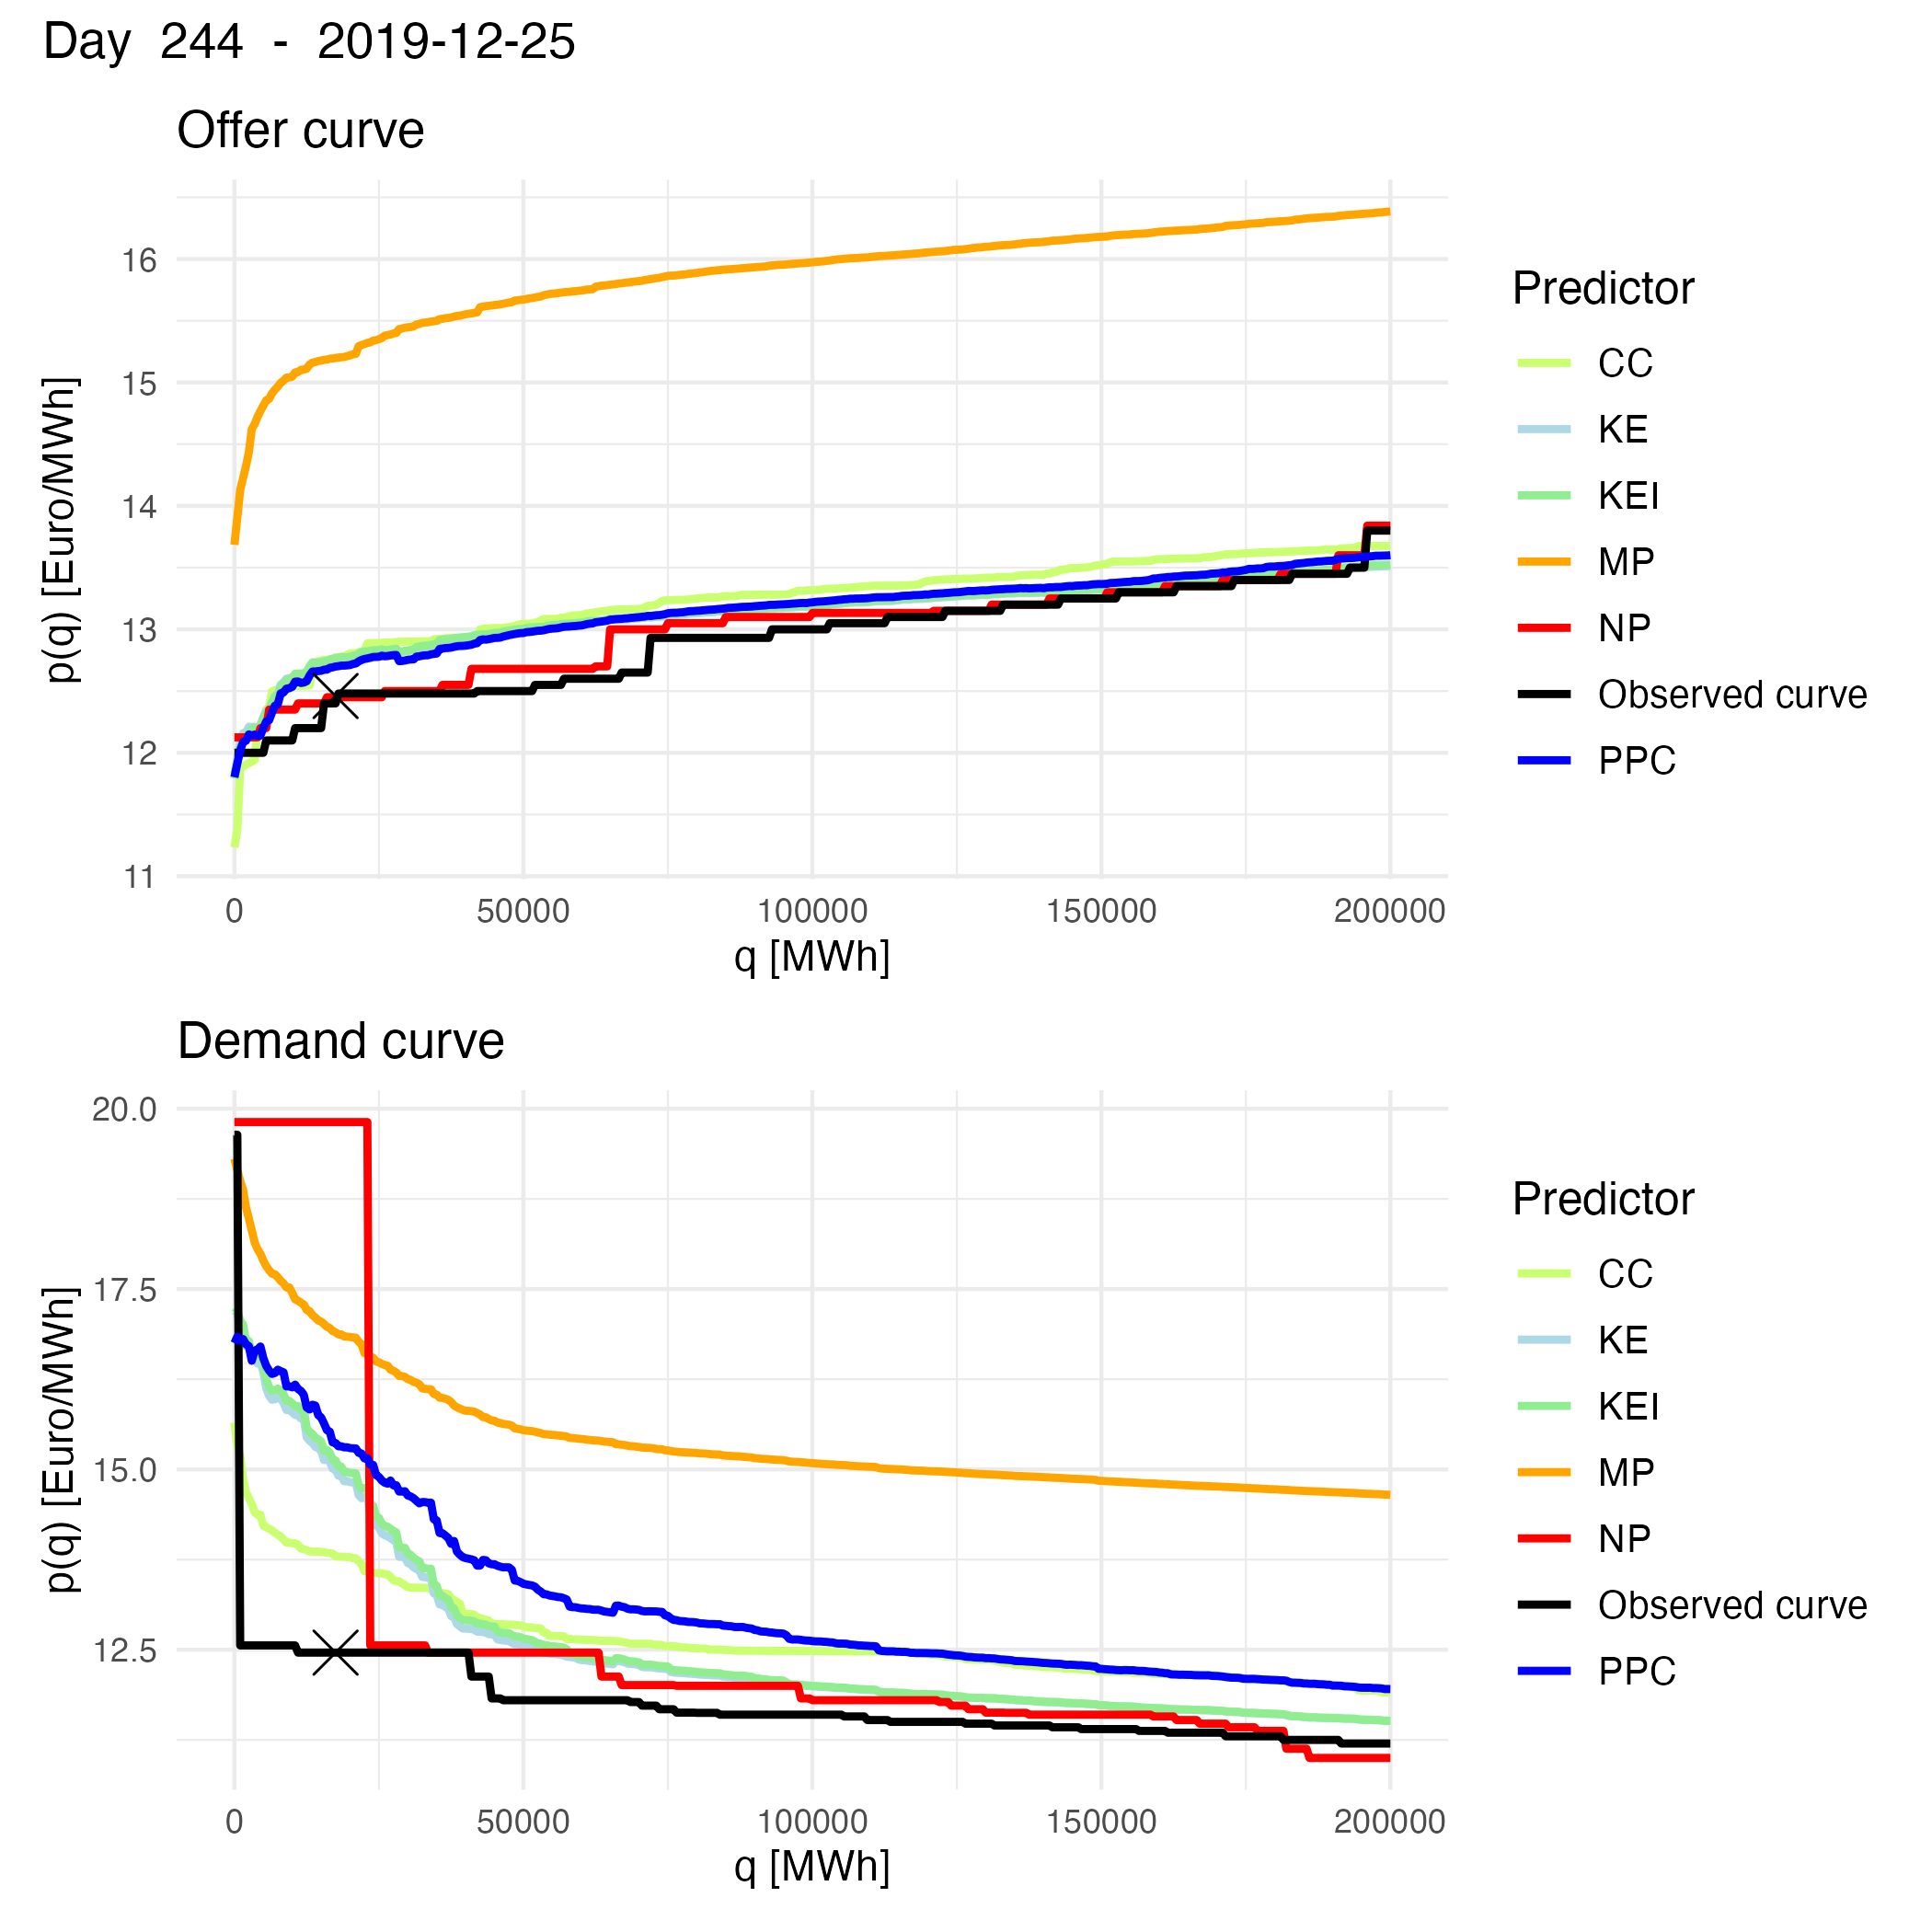 Day 244 - 2019-12-25
Offer curve
16
15
14
13
12
11
p(q) [Euro/MWh]
0 50000 100000 150000 200000
q [MWh]
Predictor
CC
KE
KEI
MP
NP
Observed curve
PPC
Demand curve
20.0
17.5
15.0
12.5
p(q) [Euro/MWh]
0 50000 100000 150000 200000
q [MWh]
Predictor
CC
KE
KEI
MP
NP
Observed curve
PPC